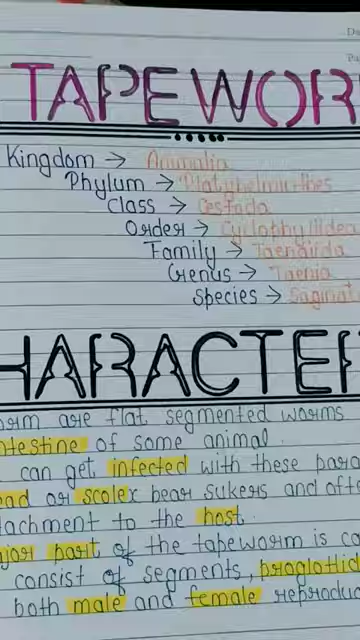 TAPEWOR
Kingdom → Animalia
Phylum → Platyhelminthes
Class → Cestoda
Order → Cyclophyllidea
Family → Taeniidae
Genus → Taenia
Species → Saginat
HARACTER
orm are flat segmented worms
ntestine of some animal.
can get infected with these para
ead or scolex bear sukers and ofte
tachment to the host.
ajor part of the tapeworm is co
consist of segments, proglottid
both male and female reproduc